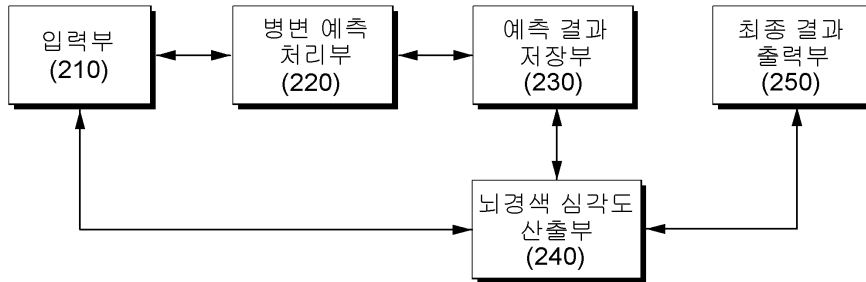 입력부
(210)
병변 예측
처리부
(220)
예측 결과
저장부
(230)
최종 결과
출력부
(250)
뇌경색 심각도
산출부
(240)